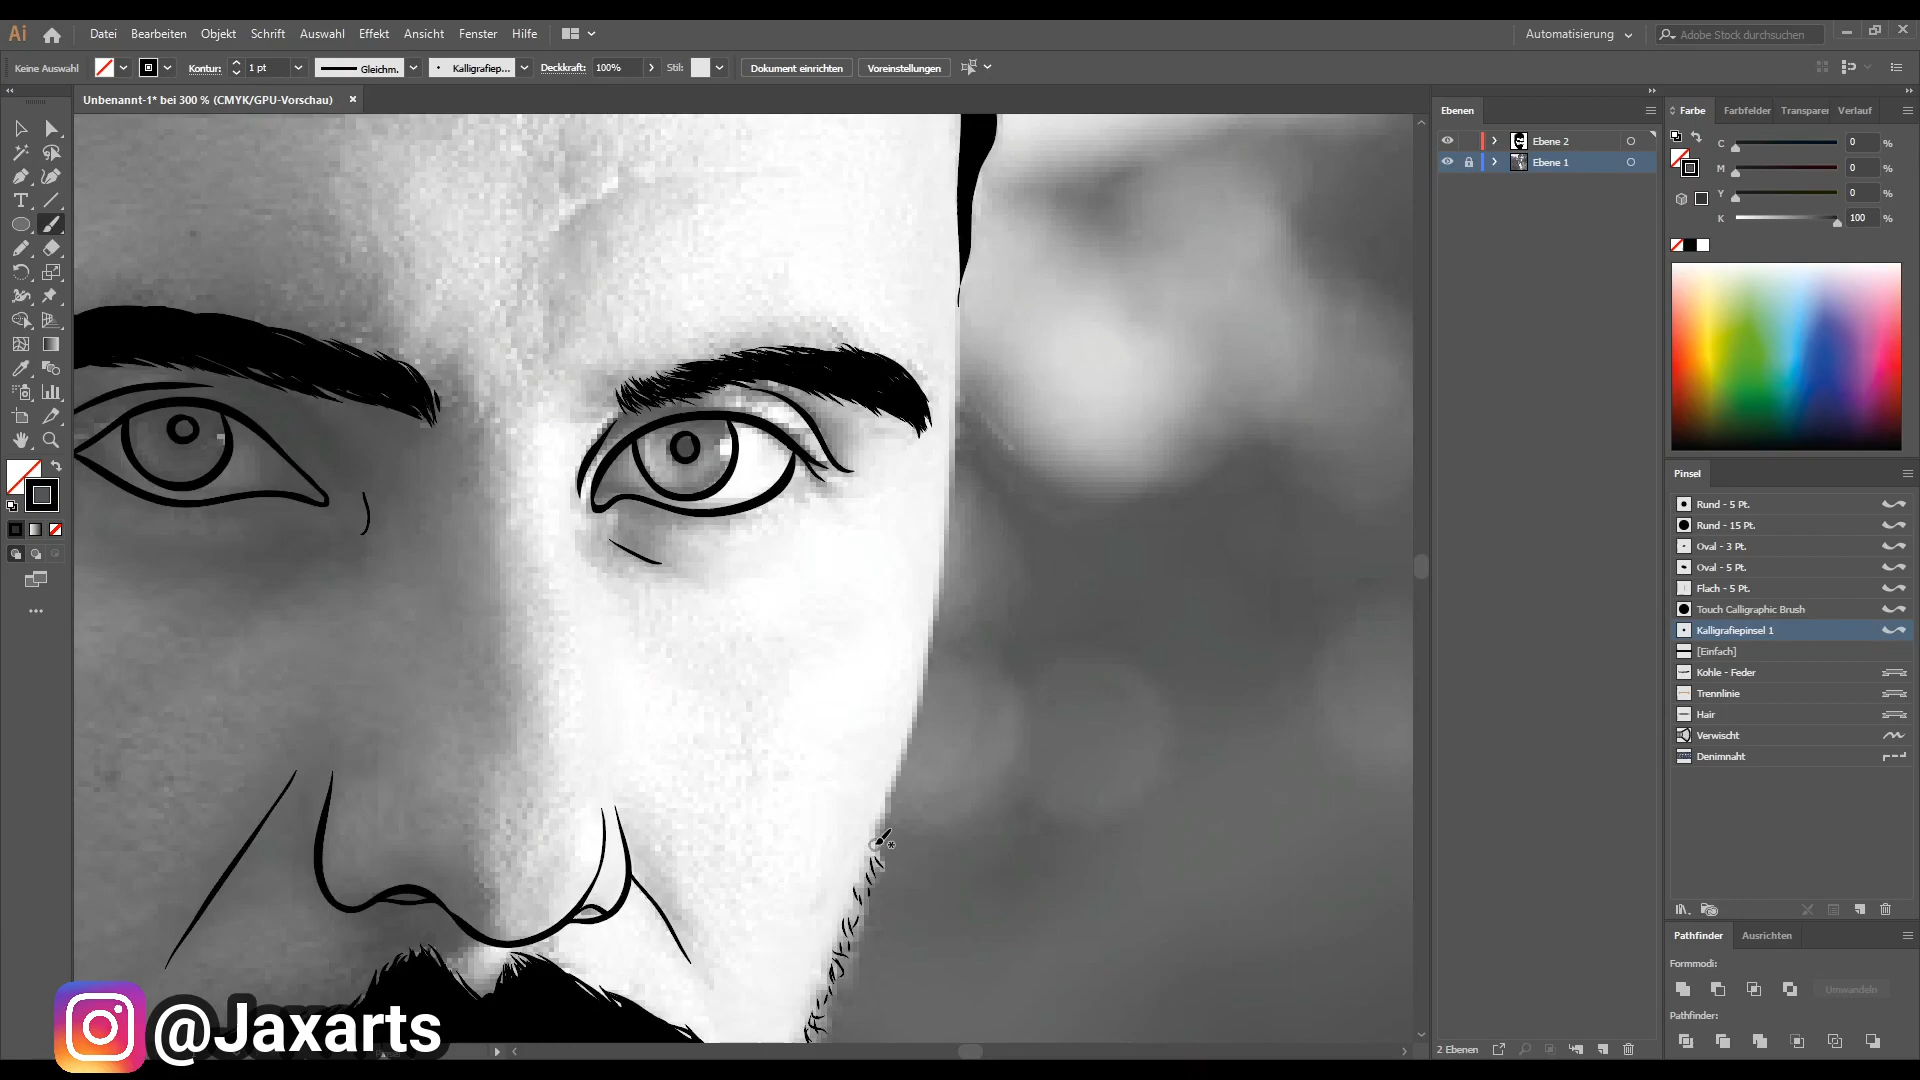 Ai
Datei Bearbeiten Objekt Schrift Auswahl Effekt Ansicht Fenster Hilfe
Automatisierung
Adobe Stock durchsuchen
Keine Auswahl
Kontur: 1 pt
Gleichm.
Kalligrafiep...
Deckkraft: 100%
Stil:
Dokument einrichten
Voreinstellungen
Unbenannt-1* bei 300 % (CMYK/GPU-Vorschau) ×
Ebenen
Ebene 2
Ebene 1
2 Ebenen
Farbe Farbfelder Transparen Verlauf
C 0 %
M 0 %
Y 0 %
K 100 %
Pinsel
Rund - 5 Pt.
Rund - 15 Pt.
Oval - 3 Pt.
Oval - 5 Pt.
Flach - 5 Pt.
Touch Calligraphic Brush
Kalligrafiepinsel 1
[Einfach]
Kohle - Feder
Trennlinie
Hair
Verwischt
Denimnaht
Pathfinder Ausrichten
Formmodi:
Umwandeln
Pathfinder:
@Jaxarts